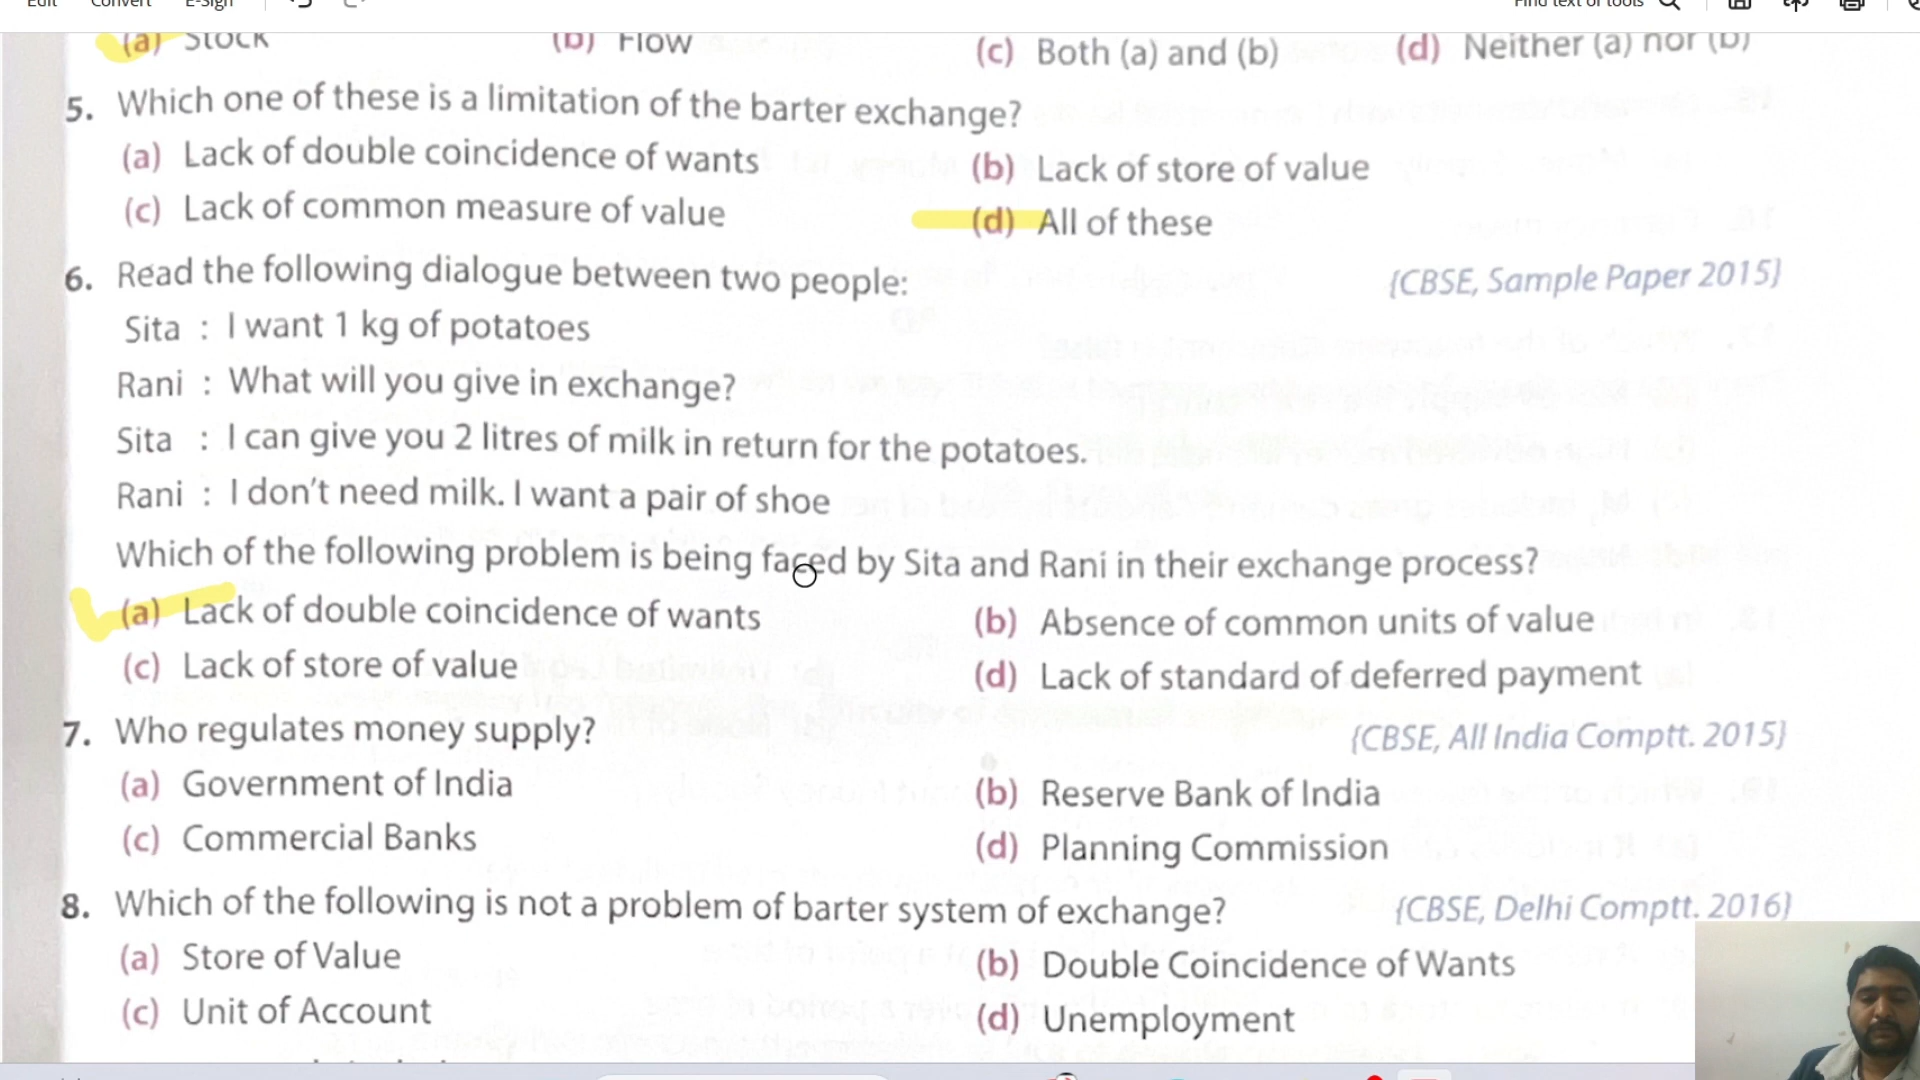 Edit Convert E-Sign Find text or tools
(a) Stock (b) Flow (c) Both (a) and (b) (d) Neither (a) nor (b)
5. Which one of these is a limitation of the barter exchange?
(a) Lack of double coincidence of wants (b) Lack of store of value
(c) Lack of common measure of value (d) All of these
6. Read the following dialogue between two people: {CBSE, Sample Paper 2015}
Sita : I want 1 kg of potatoes
Rani : What will you give in exchange?
Sita : I can give you 2 litres of milk in return for the potatoes.
Rani : I don't need milk. I want a pair of shoe
Which of the following problem is being faced by Sita and Rani in their exchange process?
(a) Lack of double coincidence of wants (b) Absence of common units of value
(c) Lack of store of value (d) Lack of standard of deferred payment
7. Who regulates money supply? {CBSE, All India Comptt. 2015}
(a) Government of India (b) Reserve Bank of India
(c) Commercial Banks (d) Planning Commission
8. Which of the following is not a problem of barter system of exchange? {CBSE, Delhi Comptt. 2016}
(a) Store of Value (b) Double Coincidence of Wants
(c) Unit of Account (d) Unemployment